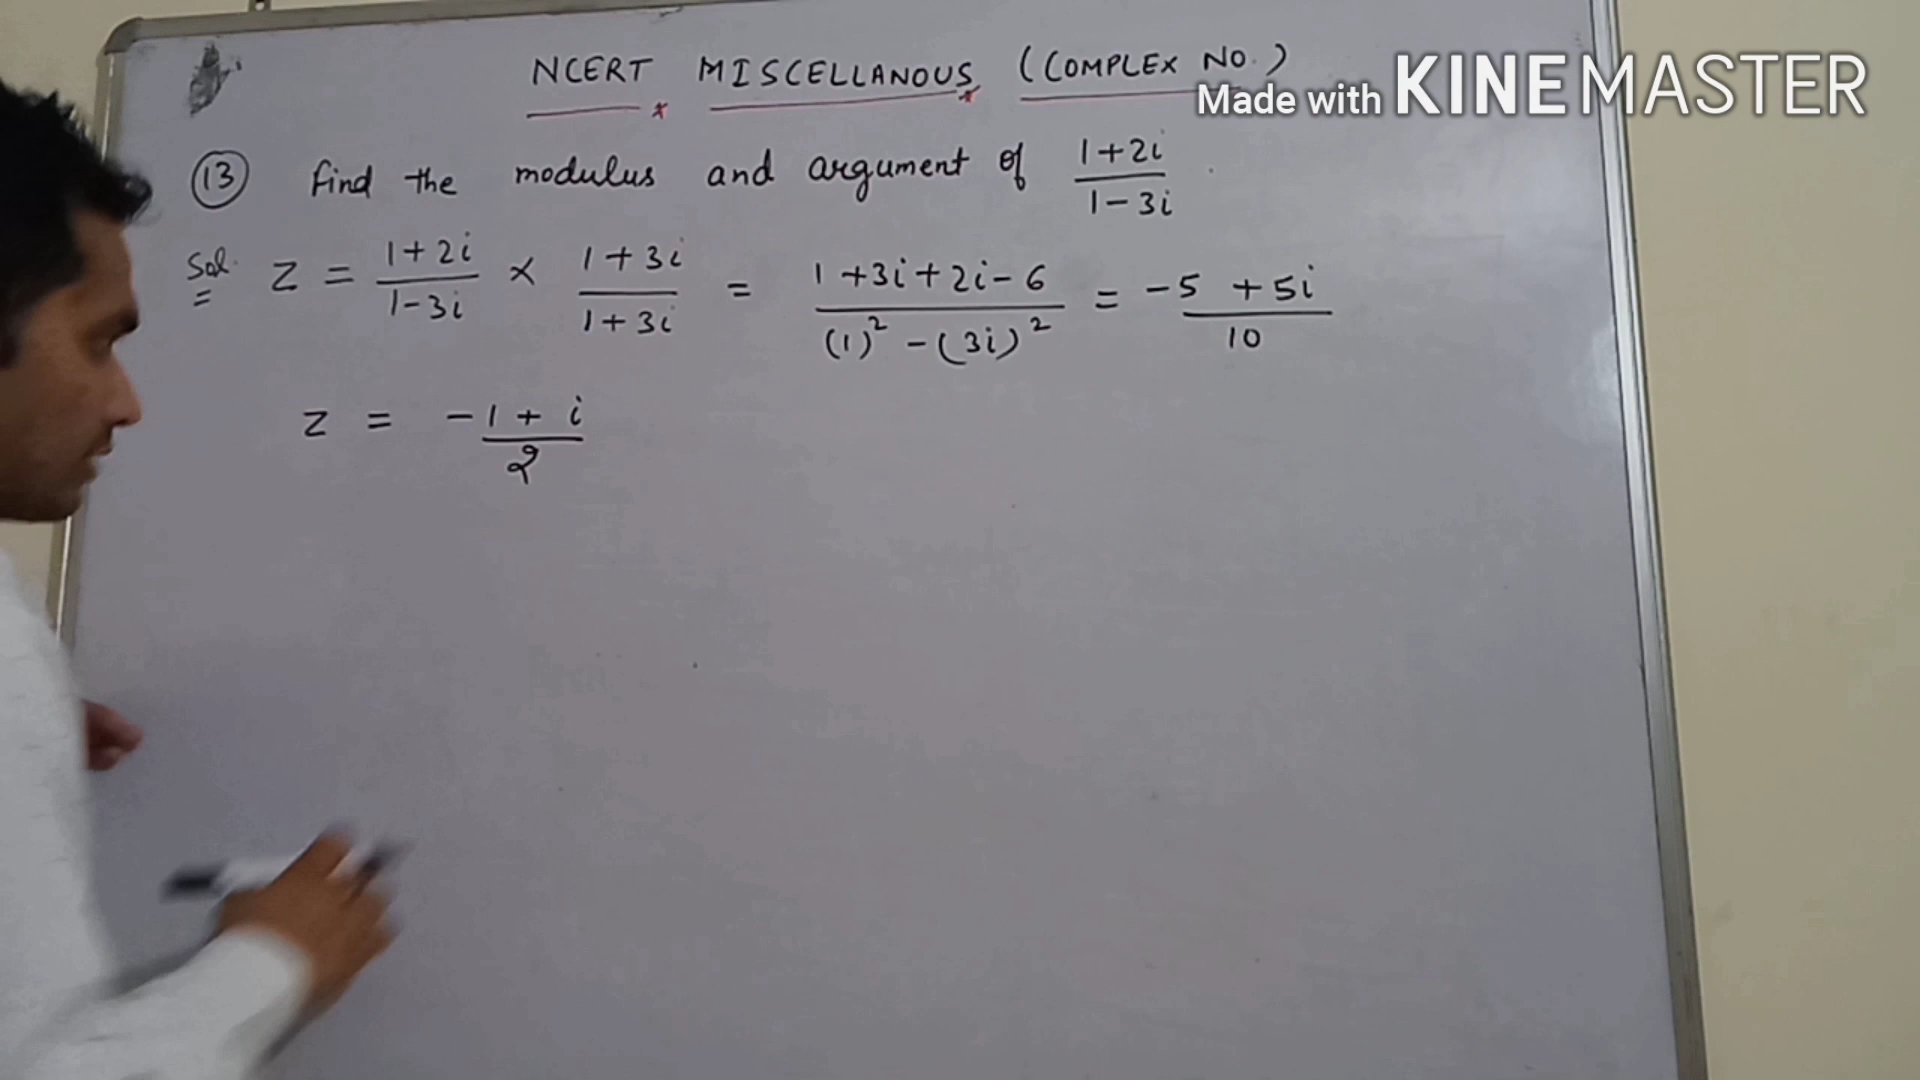 NCERT MISCELLANOUS (COMPLEX NO.)
Made with KINEMASTER
(13) find the modulus and argument of (1+2i)/(1-3i)
Sol. z = (1+2i)/(1-3i) × (1+3i)/(1+3i) = (1+3i+2i-6)/((1)² - (3i)²) = (-5+5i)/10
z = (-1+i)/2